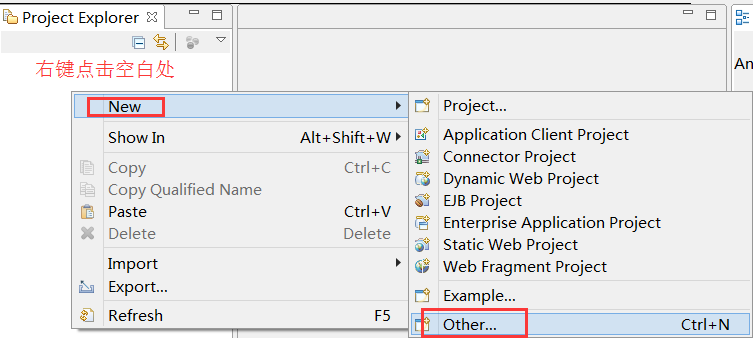 Project Explorer
右键点击空白处
An
New
Show In Alt+Shift+W
Copy Ctrl+C
Copy Qualified Name
Paste Ctrl+V
Delete Delete
Import
Export...
Refresh F5
Project...
Application Client Project
Connector Project
Dynamic Web Project
EJB Project
Enterprise Application Project
Static Web Project
Web Fragment Project
Example...
Other... Ctrl+N